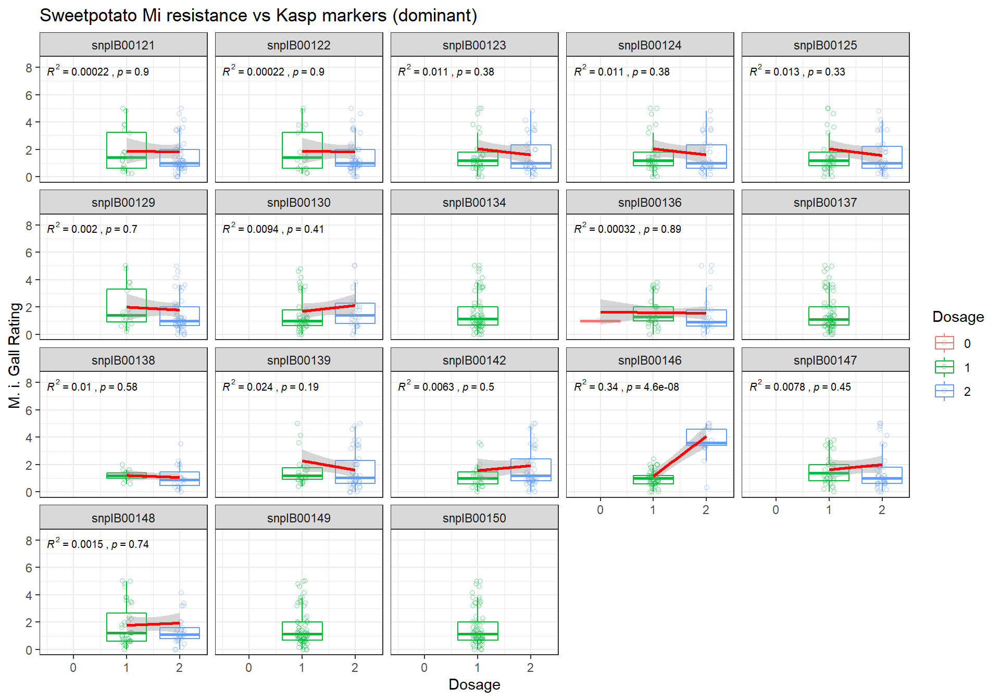 Sweetpotato Mi resistance vs Kasp markers (dominant)
snpIB00121 snpIB00122 snpIB00123 snpIB00124 snpIB00125
R² = 0.00022 , p = 0.9 R² = 0.00022 , p = 0.9 R² = 0.011 , p = 0.38 R² = 0.011 , p = 0.38 R² = 0.013 , p = 0.33
8
6
4
2
0
snpIB00129 snpIB00130 snpIB00134 snpIB00136 snpIB00137
R² = 0.002 , p = 0.7 R² = 0.0094 , p = 0.41 R² = 0.00032 , p = 0.89
8
6
4
2
0
snpIB00138 snpIB00139 snpIB00142 snpIB00146 snpIB00147
R² = 0.01 , p = 0.58 R² = 0.024 , p = 0.19 R² = 0.0063 , p = 0.5 R² = 0.34 , p = 4.6e-08 R² = 0.0078 , p = 0.45
8
6
4
2
0
0 1 2 0 1 2
snpIB00148 snpIB00149 snpIB00150
R² = 0.0015 , p = 0.74
8
6
4
2
0
0 1 2 0 1 2 0 1 2
Dosage
M. i. Gall Rating
Dosage
0
1
2